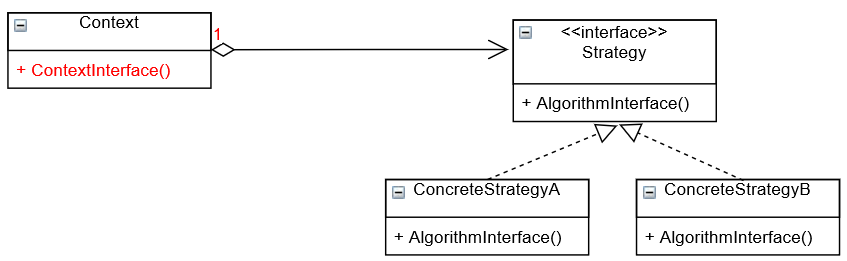 Context
+ ContextInterface()
1
<<interface>>
Strategy
+ AlgorithmInterface()
ConcreteStrategyA
+ AlgorithmInterface()
ConcreteStrategyB
+ AlgorithmInterface()